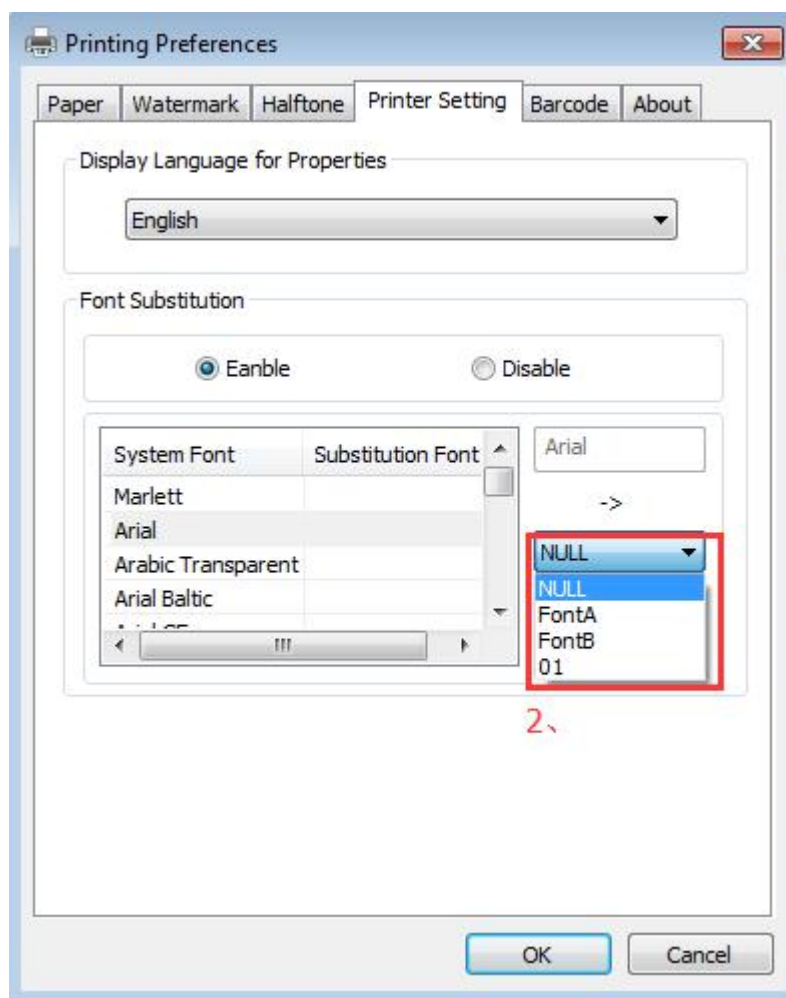 Printing Preferences
Paper Watermark Halftone Printer Setting Barcode About
Display Language for Properties
English
Font Substitution
Eanble Disable
System Font Substitution Font
Marlett
Arial
Arabic Transparent
Arial Baltic
Arial
->
NULL
NULL
FontA
FontB
01
2、
OK Cancel